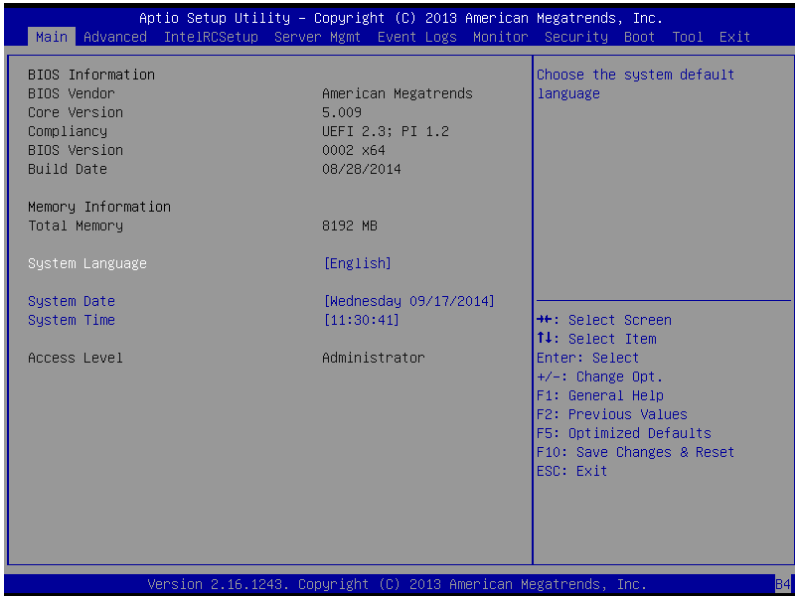 Aptio Setup Utility – Copyright (C) 2013 American Megatrends, Inc.
Main Advanced IntelRCSetup Server Mgmt Event Logs Monitor Security Boot Tool Exit
BIOS Information
BIOS Vendor American Megatrends
Core Version 5.009
Compliancy UEFI 2.3; PI 1.2
BIOS Version 0002 x64
Build Date 08/28/2014
Memory Information
Total Memory 8192 MB
System Language [English]
System Date [Wednesday 09/17/2014]
System Time [11:30:41]
Access Level Administrator
Choose the system default
language
→←: Select Screen
↑↓: Select Item
Enter: Select
+/-: Change Opt.
F1: General Help
F2: Previous Values
F5: Optimized Defaults
F10: Save Changes & Reset
ESC: Exit
Version 2.16.1243. Copyright (C) 2013 American Megatrends, Inc.
B4